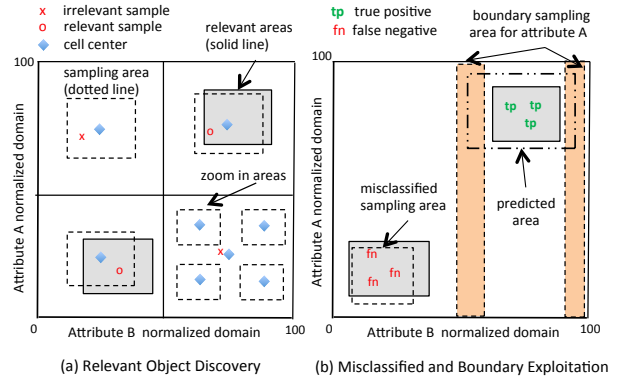 x irrelevant sample
o relevant sample
cell center
relevant areas
(solid line)
tp true positive
fn false negative
boundary sampling
area for attribute A
100
sampling area
(dotted line)
x
o
zoom in areas
x
o
Attribute A normalized domain
0
Attribute B normalized domain
100
(a) Relevant Object Discovery
100
tp tp
tp
misclassified
sampling area
predicted
area
fn
fn
fn
Attribute A normalized domain
0
Attribute B normalized domain
100
(b) Misclassified and Boundary Exploitation